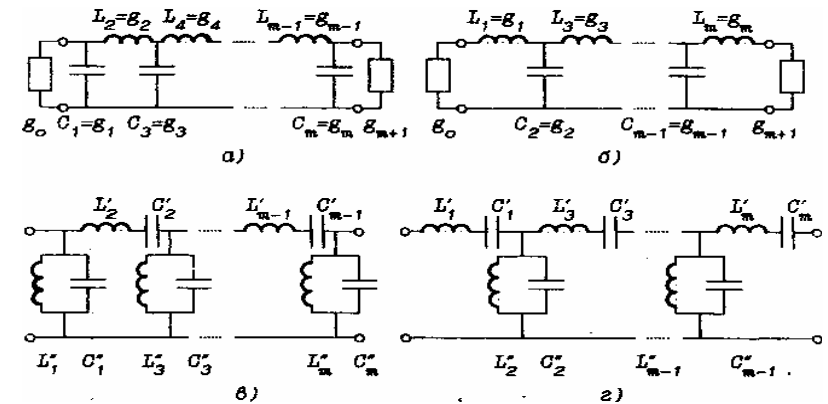 L₂=g₂ L₄=g₄ Lₘ₋₁=gₘ₋₁
g₀ C₁=g₁ C₃=g₃ Cₘ=gₘ gₘ₊₁
а)
L₁=g₁ L₃=g₃ Lₘ=gₘ
g₀ C₂=g₂ Cₘ₋₁=gₘ₋₁ gₘ₊₁
б)
L′₂ C′₂ L′ₘ₋₁ C′ₘ₋₁
L″₁ C″₁ L″₃ C″₃ L″ₘ C″ₘ
в)
L′₁ C′₁ L′₃ C′₃ L′ₘ C′ₘ
L″₂ C″₂ L″ₘ₋₁ C″ₘ₋₁
г)